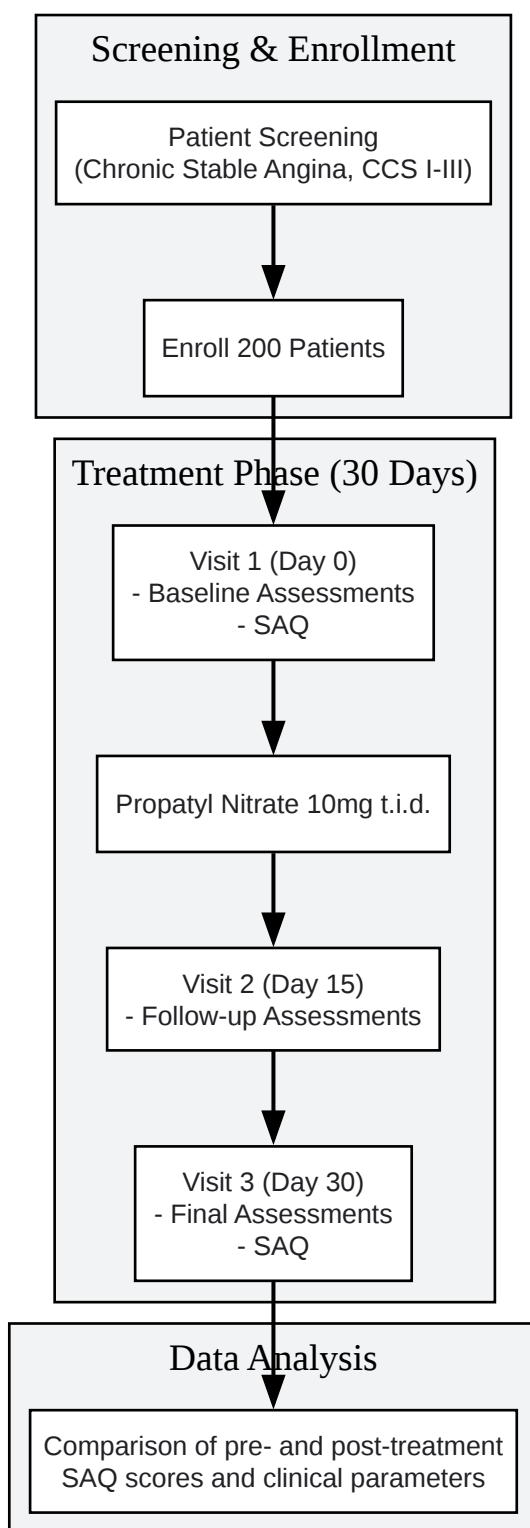 Screening & Enrollment
Patient Screening
(Chronic Stable Angina, CCS I-III)
Enroll 200 Patients
Treatment Phase (30 Days)
Visit 1 (Day 0)
- Baseline Assessments
- SAQ
Propatyl Nitrate 10mg t.i.d.
Visit 2 (Day 15)
- Follow-up Assessments
Visit 3 (Day 30)
- Final Assessments
- SAQ
Data Analysis
Comparison of pre- and post-treatment
SAQ scores and clinical parameters